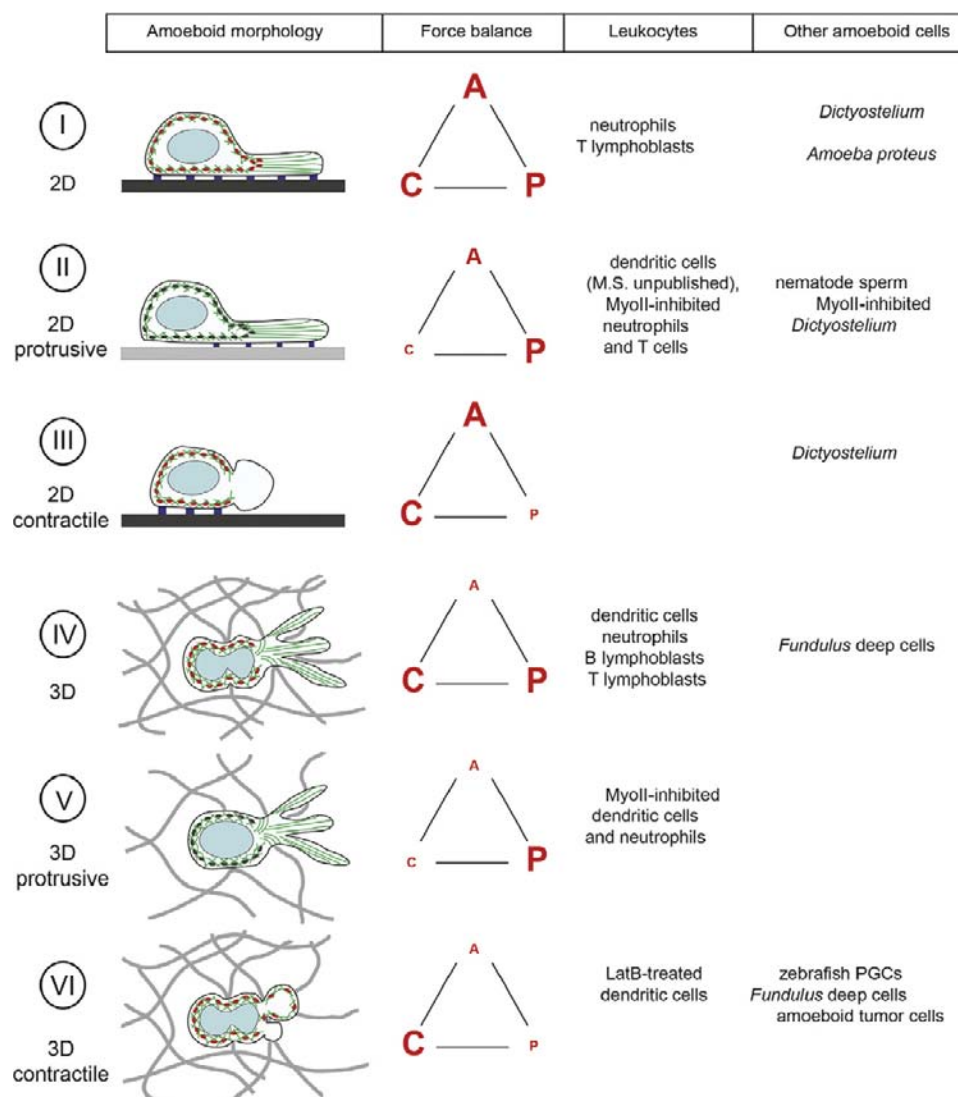 Amoeboid morphology
Force balance
Leukocytes
Other amoeboid cells
I
2D
A
C
P
neutrophils
T lymphoblasts
Dictyostelium
Amoeba proteus
II
2D
protrusive
A
C
P
dendritic cells
(M.S. unpublished),
MyoII-inhibited
neutrophils
and T cells
nematode sperm
MyoII-inhibited
Dictyostelium
III
2D
contractile
A
C
P
Dictyostelium
IV
3D
A
C
P
dendritic cells
neutrophils
B lymphoblasts
T lymphoblasts
Fundulus deep cells
V
3D
protrusive
A
C
P
MyoII-inhibited
dendritic cells
and neutrophils
VI
3D
contractile
A
C
P
LatB-treated
dendritic cells
zebrafish PGCs
Fundulus deep cells
amoeboid tumor cells